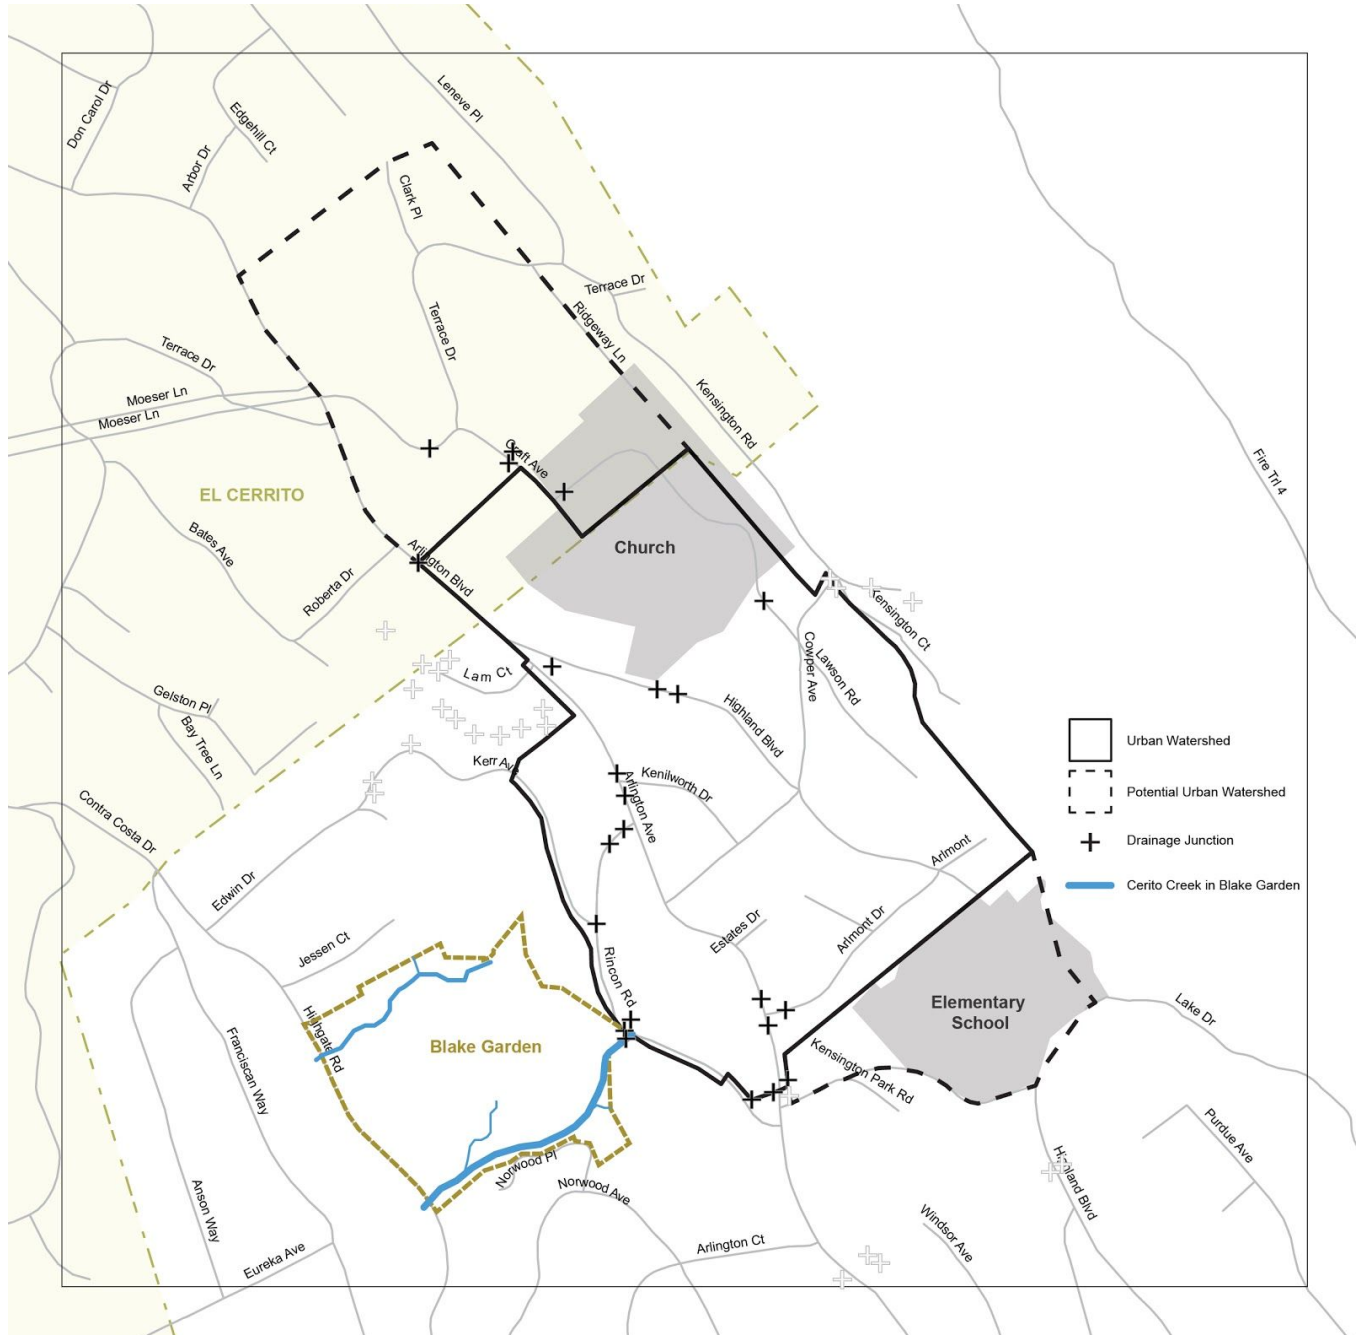 Leneve Pl
Don Carol Dr
Edgehill Ct
Arbor Dr
Clark Pl
Terrace Dr
Ridgeway Ln
Terrace Dr
Terrace Dr
Moeser Ln
Moeser Ln
Kensington Rd
Craft Ave
Fire Trl 4
EL CERRITO
Bates Ave
Arlington Blvd
Church
Roberta Dr
Kensington Ct
Cowper Ave
Lawson Rd
Lam Ct
Gelston Pl
Bay Tree Ln
Highland Blvd
Urban Watershed
Kerr Ave
Kenilworth Dr
Arlington Ave
Potential Urban Watershed
Contra Costa Dr
Drainage Junction
Arlmont
Edwin Dr
Cerito Creek in Blake Garden
Estates Dr
Arlmont Dr
Jessen Ct
Rincon Rd
Elementary
School
Lake Dr
Highgate Rd
Blake Garden
Franciscan Way
Kensington Park Rd
Purdue Ave
Norwood Pl
Norwood Ave
Highland Blvd
Anson Way
Windsor Ave
Arlington Ct
Eureka Ave